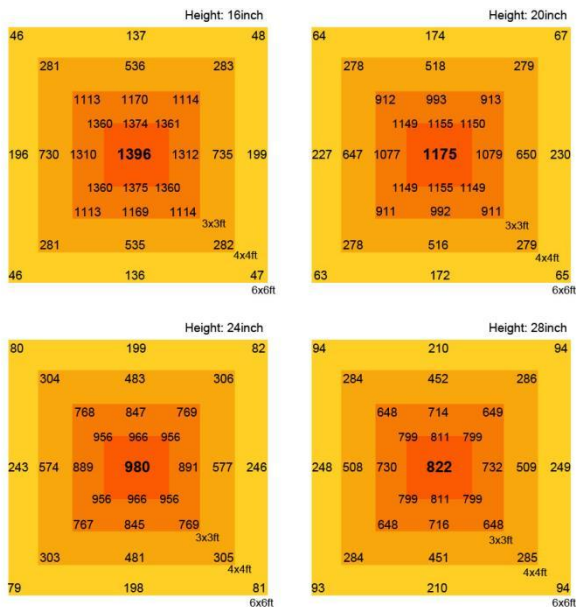 Height: 16inch
46 137 48
281 536 283
1113 1170 1114
1360 1374 1361
196 730 1310 1396 1312 735 199
1360 1375 1360
1113 1169 1114
3x3ft
281 535 282
4x4ft
46 136 47
6x6ft
Height: 20inch
64 174 67
278 518 279
912 993 913
1149 1155 1150
227 647 1077 1175 1079 650 230
1149 1155 1149
911 992 911
3x3ft
278 516 279
4x4ft
63 172 65
6x6ft
Height: 24inch
80 199 82
304 483 306
768 847 769
956 966 956
243 574 889 980 891 577 246
956 966 956
767 845 769
3x3ft
303 481 305
4x4ft
79 198 81
6x6ft
Height: 28inch
94 210 94
284 452 286
648 714 649
799 811 799
248 508 730 822 732 509 249
799 811 799
648 716 648
3x3ft
284 451 285
4x4ft
93 210 94
6x6ft